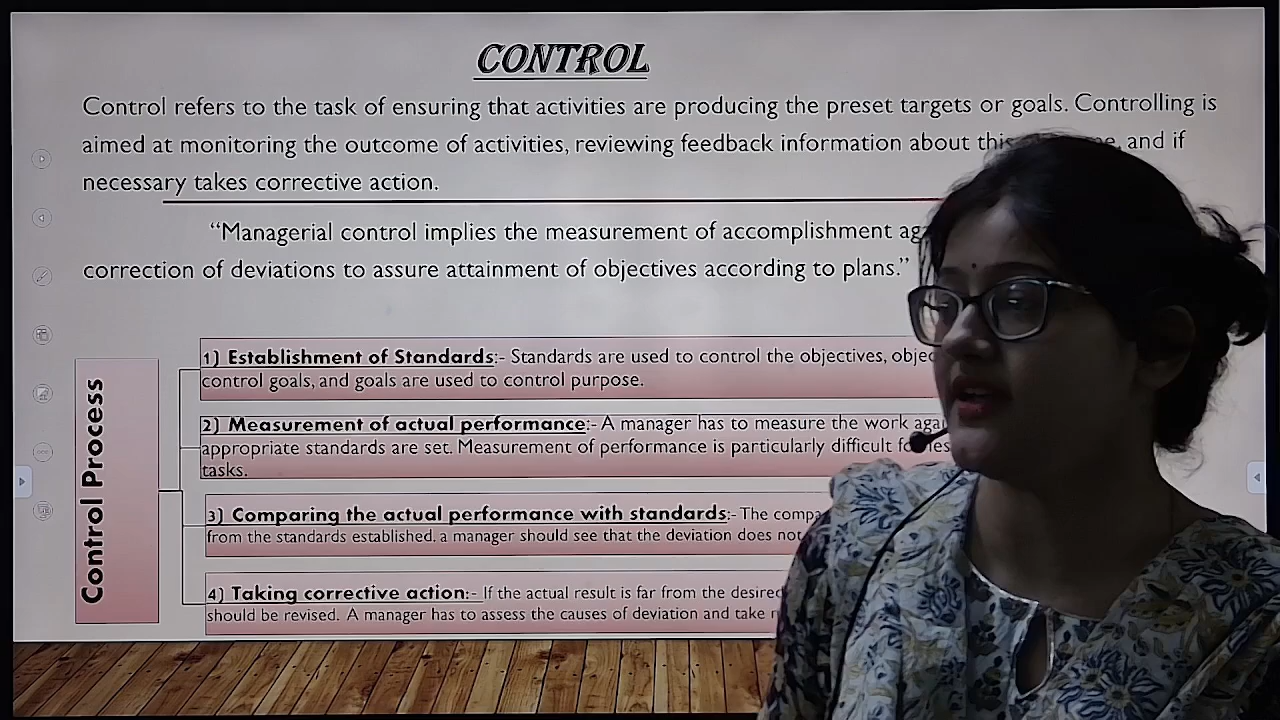 CONTROL
Control refers to the task of ensuring that activities are producing the preset targets or goals. Controlling is
aimed at monitoring the outcome of activities, reviewing feedback information about this and if
necessary takes corrective action.
“Managerial control implies the measurement of accomplishment
correction of deviations to assure attainment of objectives according to plans.”
Control Process
1) Establishment of Standards:- Standards are used to control the objectives,
control goals, and goals are used to control purpose.
2) Measurement of actual performance:- A manager has to measure the work
appropriate standards are set. Measurement of performance is particularly difficult
tasks.
3) Comparing the actual performance with standards:- The
from the standards established. a manager should see that the deviation does not
4) Taking corrective action:- If the actual result is far from the
should be revised. A manager has to assess the causes of deviation and take